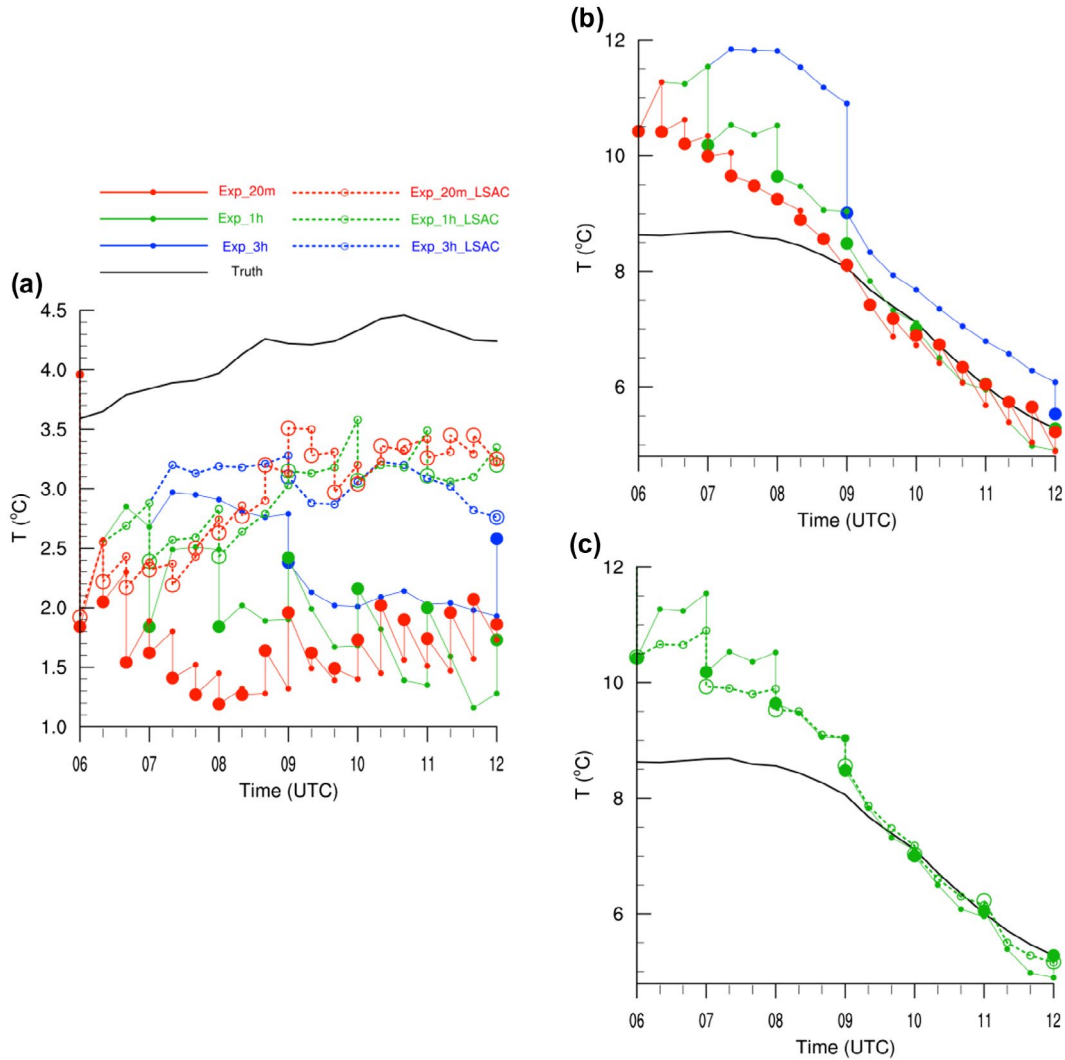 (b)
12
10
8
6
T (°C)
06 07 08 09 10 11 12
Time (UTC)
Exp_20m Exp_20m_LSAC
Exp_1h Exp_1h_LSAC
Exp_3h Exp_3h_LSAC
Truth
(a)
4.5
4.0
3.5
3.0
2.5
2.0
1.5
1.0
T (°C)
06 07 08 09 10 11 12
Time (UTC)
(c)
12
10
8
6
T (°C)
06 07 08 09 10 11 12
Time (UTC)